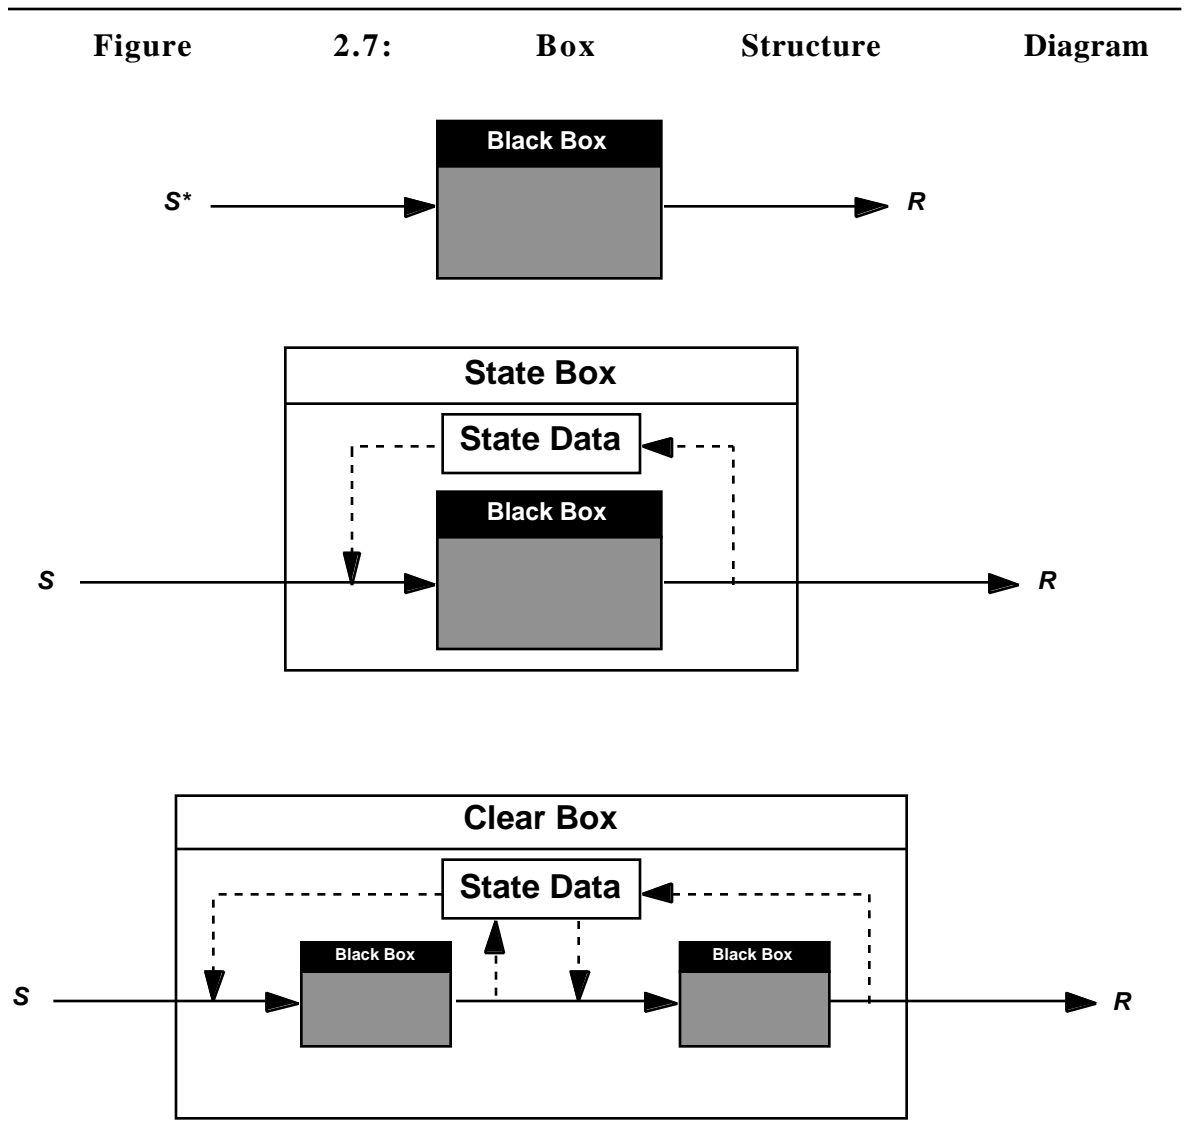 Figure 2.7: Box Structure Diagram
Black Box
S* R
State Box
State Data
Black Box
S R
Clear Box
State Data
Black Box Black Box
S R